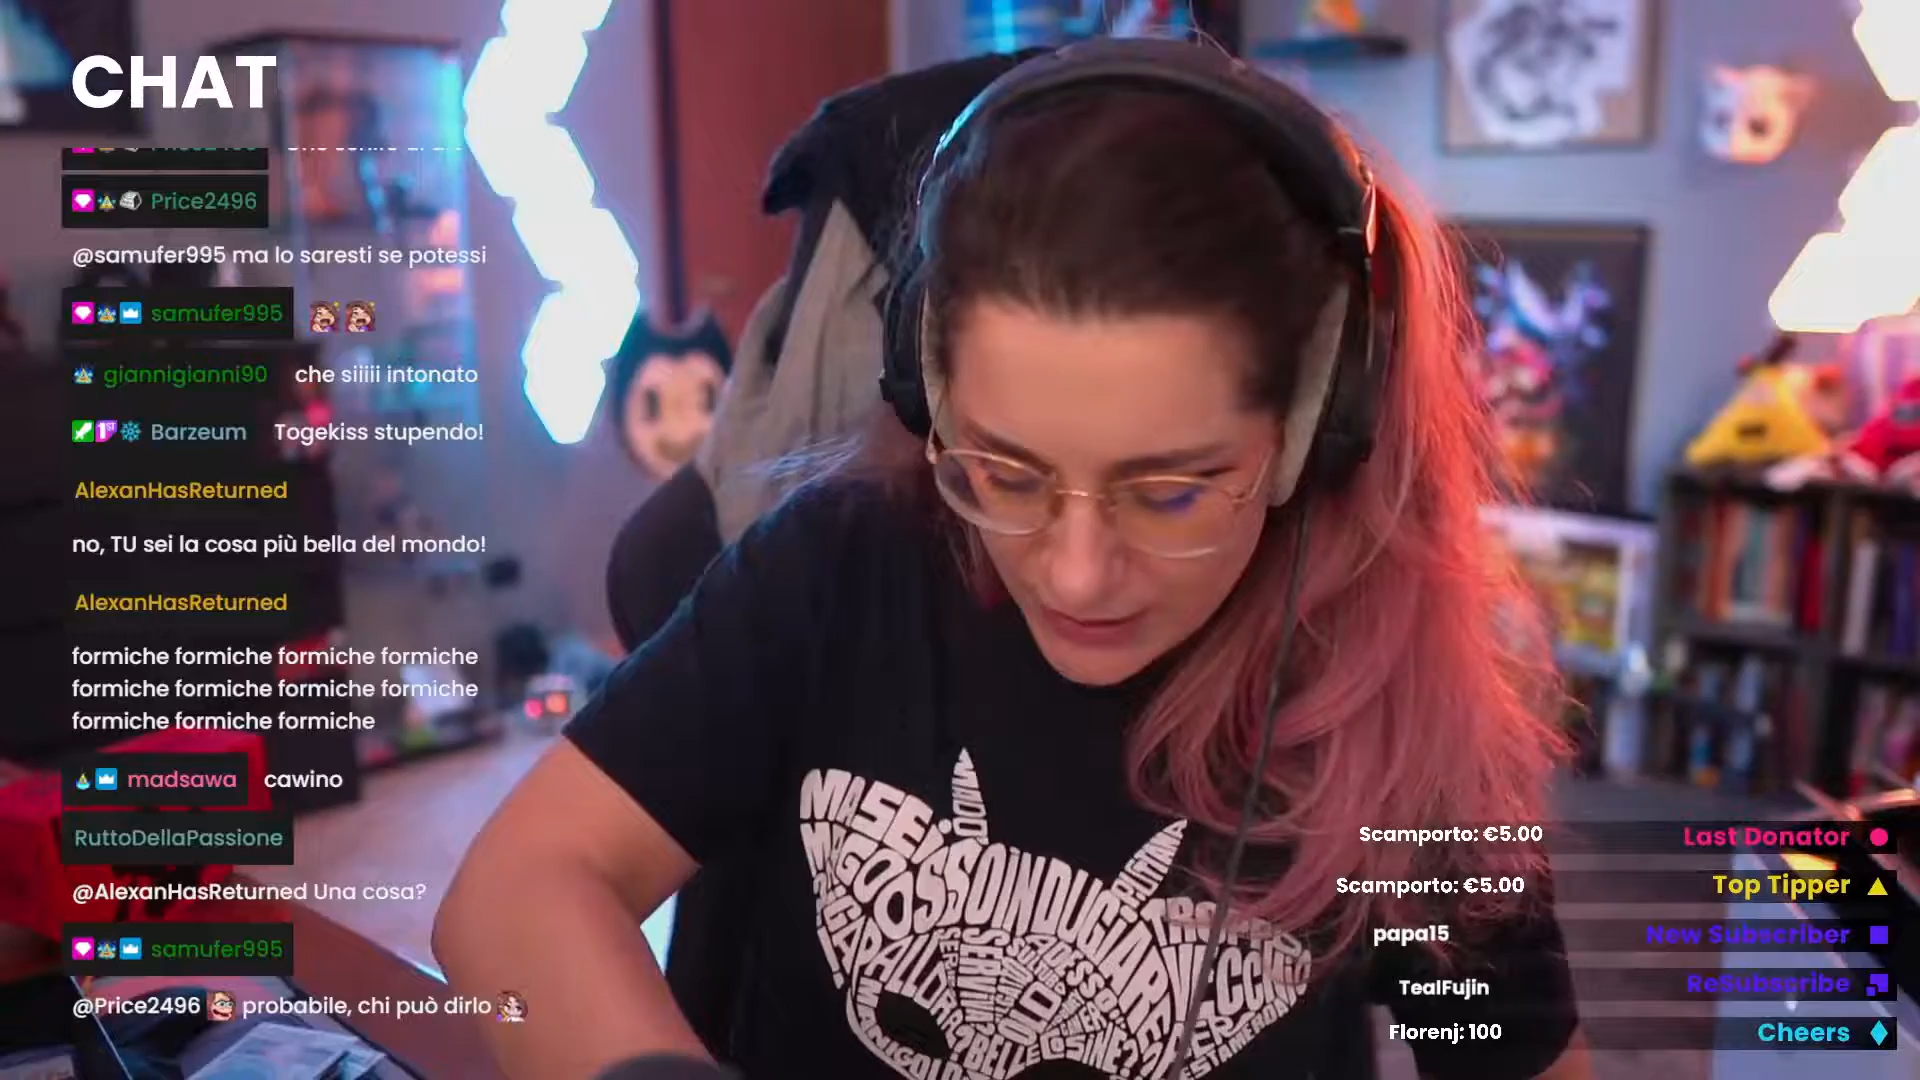 CHAT
Price2496
@samufer995 ma lo saresti se potessi
samufer995
giannigianni90 che siiiii intonato
Barzeum Togekiss stupendo!
AlexanHasReturned
no, TU sei la cosa più bella del mondo!
AlexanHasReturned
formiche formiche formiche formiche
formiche formiche formiche formiche
formiche formiche formiche
madsawa cawino
RuttoDellaPassione
@AlexanHasReturned Una cosa?
samufer995
@Price2496 probabile, chi può dirlo
Scamporto: €5.00 Last Donator
Scamporto: €5.00 Top Tipper
papa15 New Subscriber
TealFujin ReSubscribe
Florenj: 100 Cheers